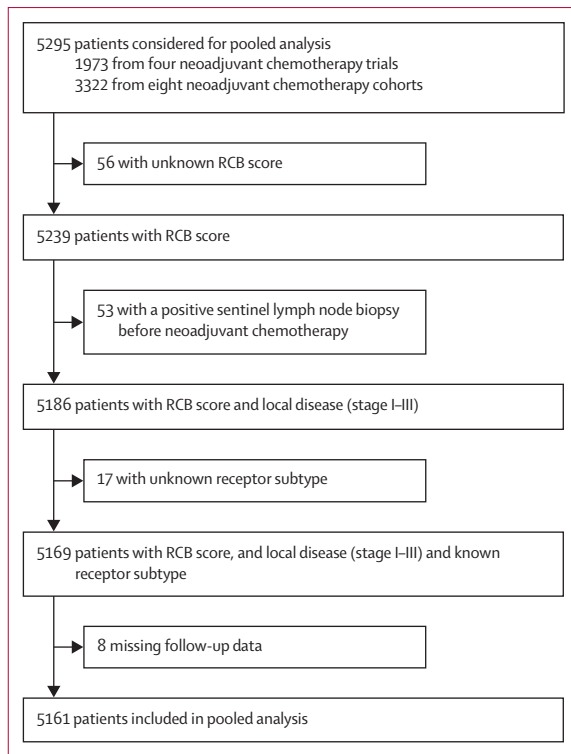 5295 patients considered for pooled analysis
1973 from four neoadjuvant chemotherapy trials
3322 from eight neoadjuvant chemotherapy cohorts
56 with unknown RCB score
5239 patients with RCB score
53 with a positive sentinel lymph node biopsy
before neoadjuvant chemotherapy
5186 patients with RCB score and local disease (stage I–III)
17 with unknown receptor subtype
5169 patients with RCB score, and local disease (stage I–III) and known
receptor subtype
8 missing follow-up data
5161 patients included in pooled analysis